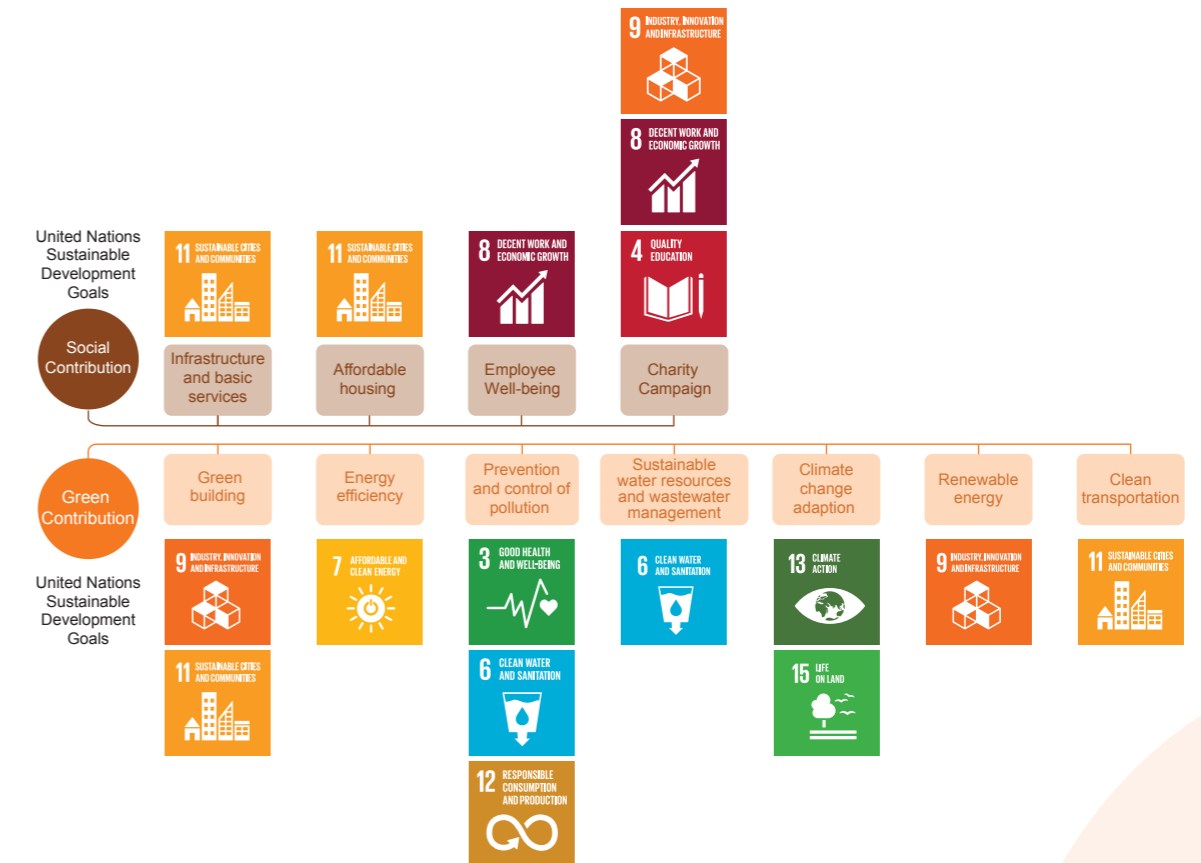 9 INDUSTRY, INNOVATION
AND INFRASTRUCTURE
8 DECENT WORK AND
ECONOMIC GROWTH
United Nations
Sustainable
Development
Goals
11 SUSTAINABLE CITIES
AND COMMUNITIES
11 SUSTAINABLE CITIES
AND COMMUNITIES
8 DECENT WORK AND
ECONOMIC GROWTH
4 QUALITY
EDUCATION
Social
Contribution
Infrastructure
and basic
services
Affordable
housing
Employee
Well-being
Charity
Campaign
Green
Contribution
Green
building
Energy
efficiency
Prevention
and control of
pollution
Sustainable
water resources
and wastewater
management
Climate
change
adaption
Renewable
energy
Clean
transportation
United Nations
Sustainable
Development
Goals
9 INDUSTRY, INNOVATION
AND INFRASTRUCTURE
7 AFFORDABLE AND
CLEAN ENERGY
3 GOOD HEALTH
AND WELL-BEING
6 CLEAN WATER
AND SANITATION
13 CLIMATE
ACTION
9 INDUSTRY, INNOVATION
AND INFRASTRUCTURE
11 SUSTAINABLE CITIES
AND COMMUNITIES
11 SUSTAINABLE CITIES
AND COMMUNITIES
6 CLEAN WATER
AND SANITATION
15 LIFE
ON LAND
12 RESPONSIBLE
CONSUMPTION
AND PRODUCTION